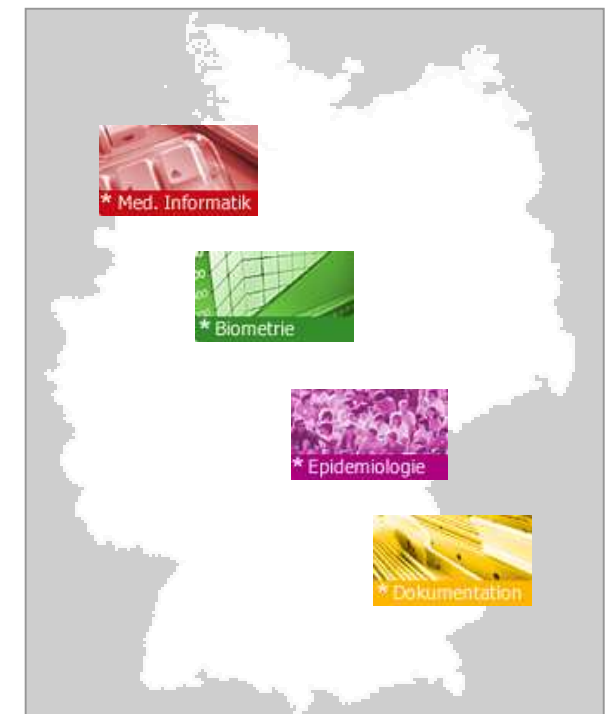 * Med. Informatik
* Biometrie
* Epidemiologie
* Dokumentation